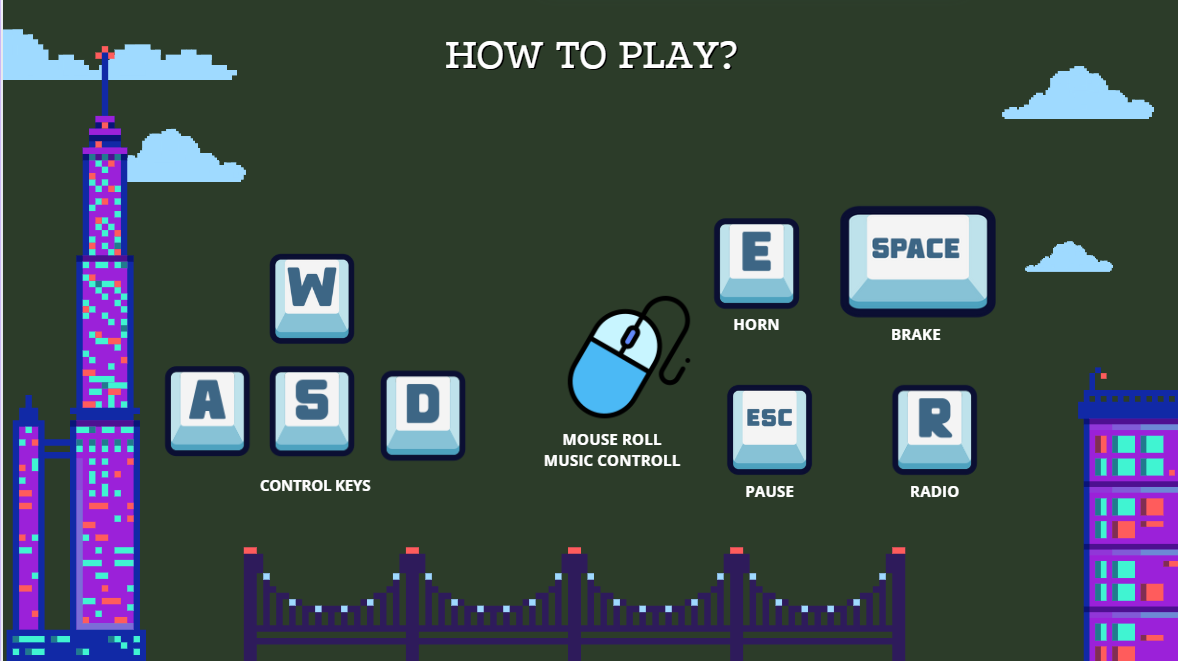 HOW TO PLAY?
W
A
S
D
CONTROL KEYS
MOUSE ROLL
MUSIC CONTROLL
E
HORN
SPACE
BRAKE
ESC
PAUSE
R
RADIO